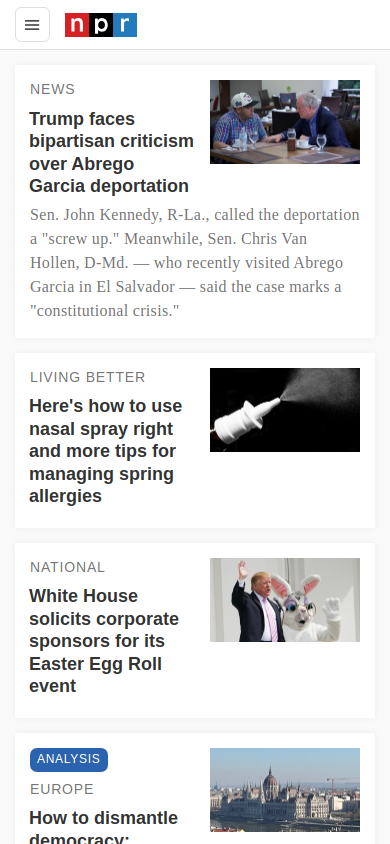 npr
NEWS
Trump faces
bipartisan criticism
over Abrego
Garcia deportation
Sen. John Kennedy, R-La., called the deportation
a "screw up." Meanwhile, Sen. Chris Van
Hollen, D-Md. — who recently visited Abrego
Garcia in El Salvador — said the case marks a
"constitutional crisis."
LIVING BETTER
Here's how to use
nasal spray right
and more tips for
managing spring
allergies
NATIONAL
White House
solicits corporate
sponsors for its
Easter Egg Roll
event
ANALYSIS
EUROPE
How to dismantle
democracy: